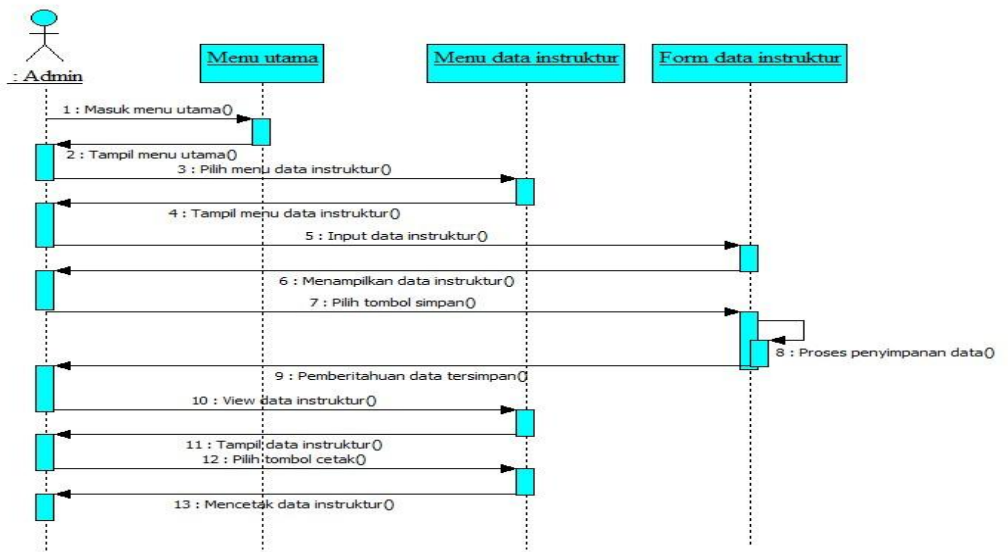 : Admin
Menu utama
Menu data instruktur
Form data instruktur
1 : Masuk menu utama()
2 : Tampil menu utama()
3 : Pilih menu data instruktur()
4 : Tampil menu data instruktur()
5 : Input data instruktur()
6 : Menampilkan data instruktur()
7 : Pilih tombol simpan()
8 : Proses penyimpanan data()
9 : Pemberitahuan data tersimpan()
10 : View data instruktur()
11 : Tampil data instruktur()
12 : Pilih tombol cetak()
13 : Mencetak data instruktur()